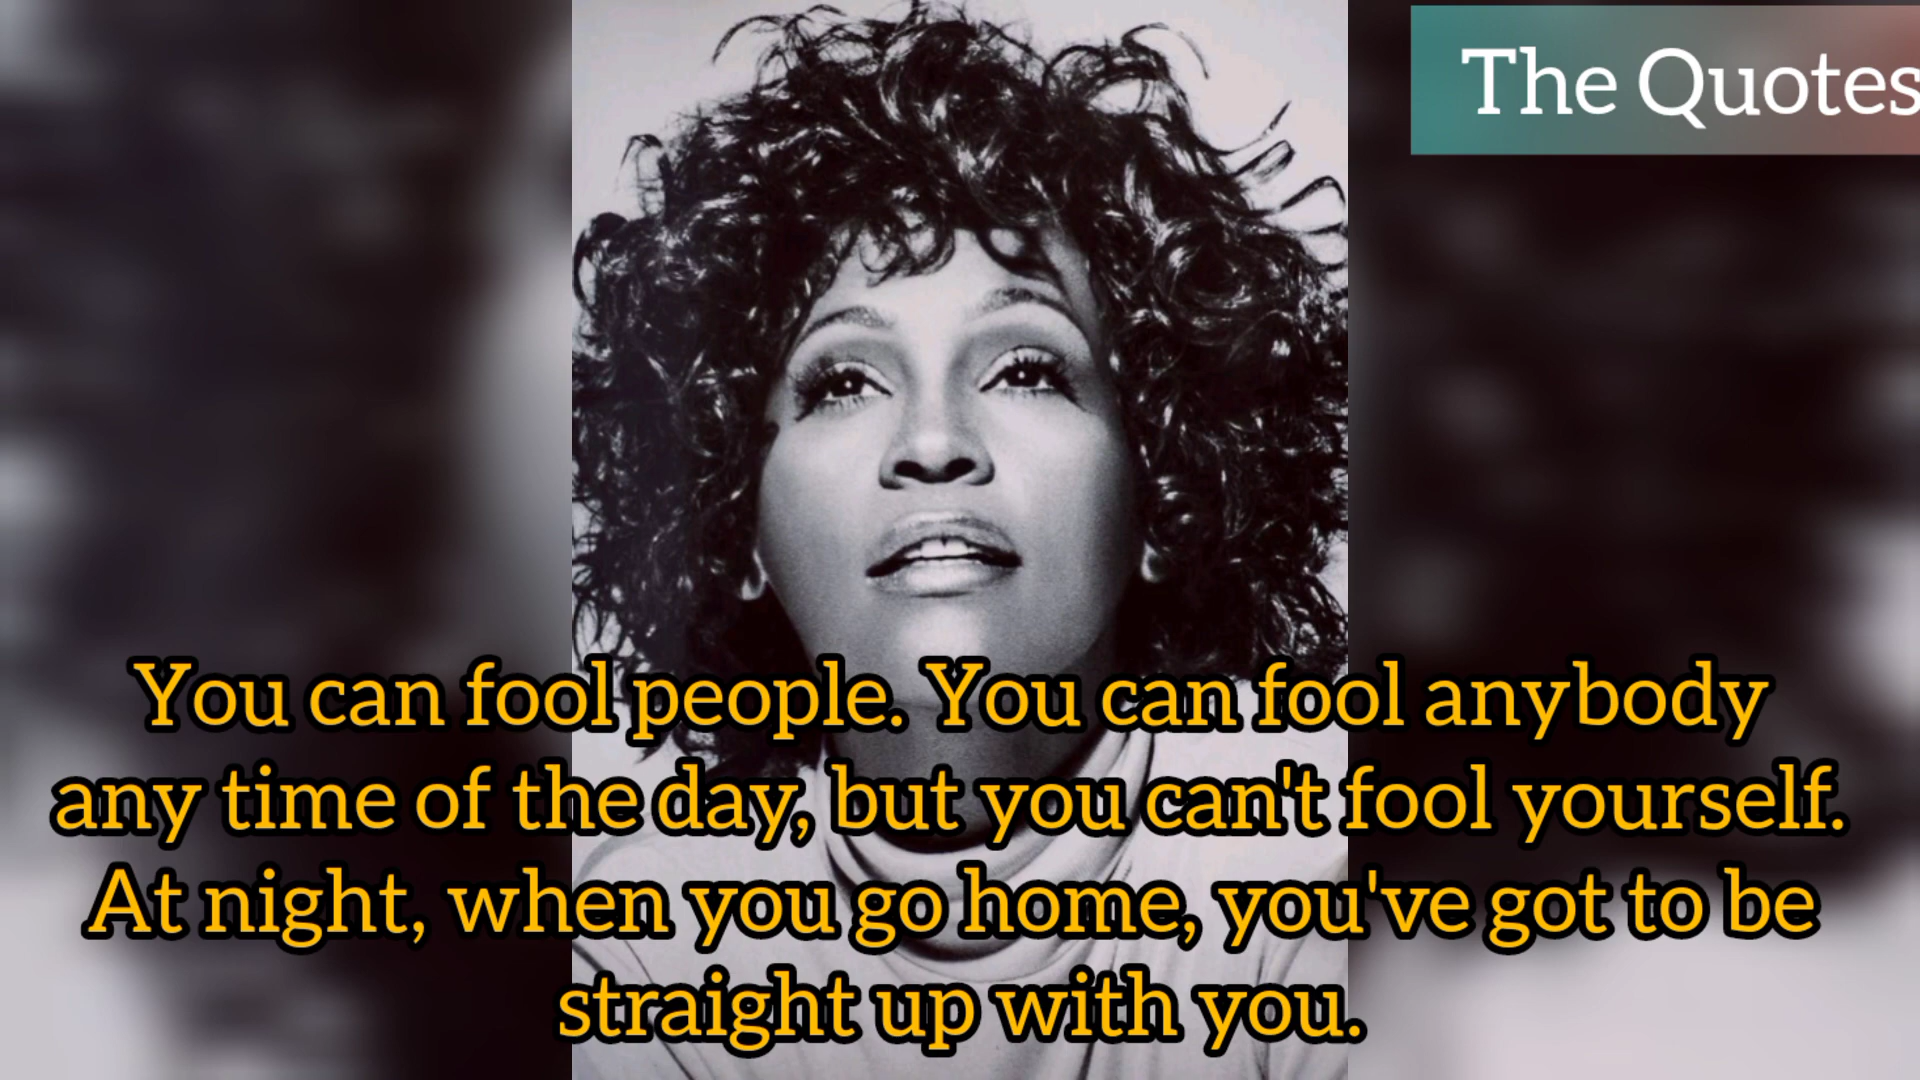 The Quotes
You can fool people. You can fool anybody
any time of the day, but you can't fool yourself.
At night, when you go home, you've got to be
straight up with you.